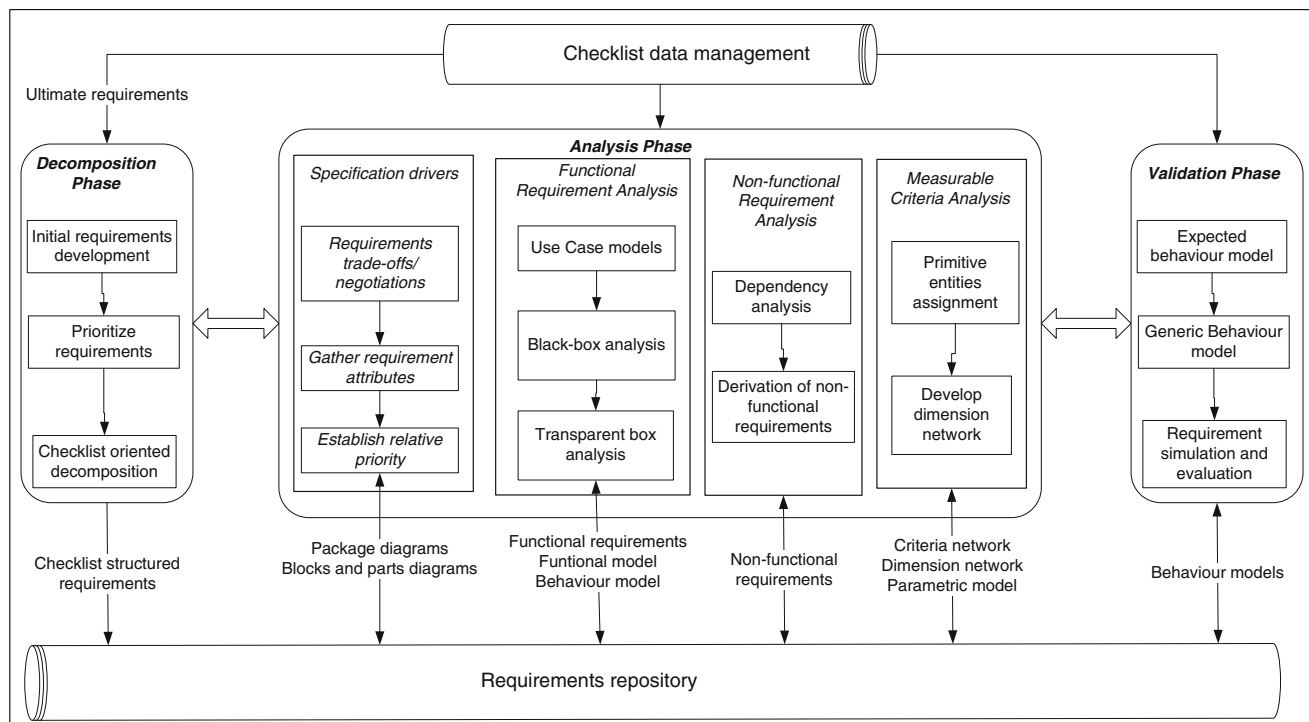 Checklist data management
Ultimate requirements
Decomposition
Phase
Initial requirements
development
Prioritize
requirements
Checklist oriented
decomposition
Analysis Phase
Specification drivers
Requirements
trade-offs/
negotiations
Gather requirement
attributes
Establish relative
priority
Functional
Requirement Analysis
Use Case models
Black-box analysis
Transparent box
analysis
Non-functional
Requirement
Analysis
Dependency
analysis
Derivation of non-
functional
requirements
Measurable
Criteria Analysis
Primitive
entities
assignment
Develop
dimension
network
Validation Phase
Expected
behaviour model
Generic Behaviour
model
Requirement
simulation and
evaluation
Checklist structured
requirements
Package diagrams
Blocks and parts diagrams
Functional requirements
Funtional model
Behaviour model
Non-functional
requirements
Criteria network
Dimension network
Parametric model
Behaviour models
Requirements repository